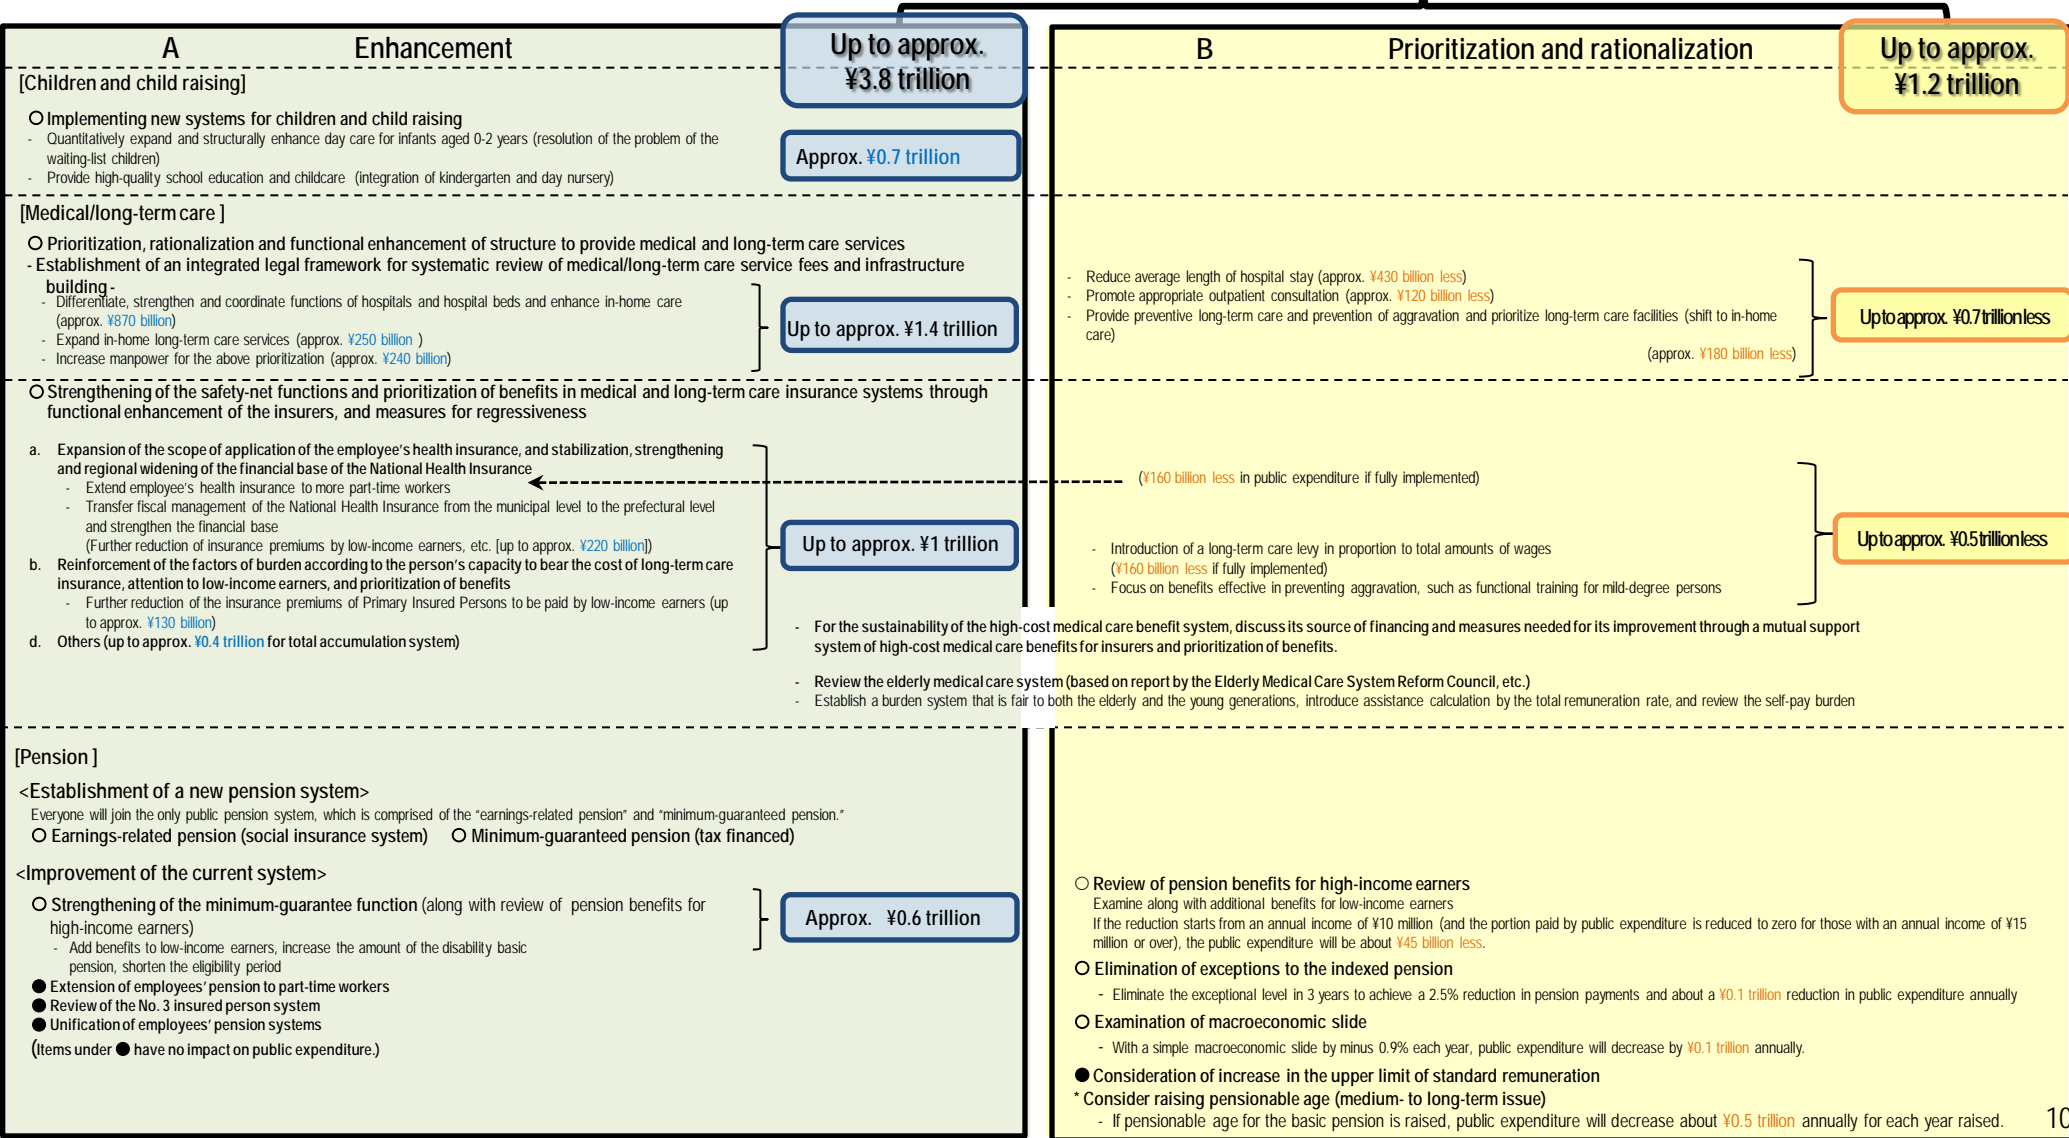 A Enhancement
Up to approx.
¥3.8 trillion
[Children and child raising]
O Implementing new systems for children and child raising
- Quantitatively expand and structurally enhance day care for infants aged 0-2 years (resolution of the problem of the
waiting-list children)
- Provide high-quality school education and childcare (integration of kindergarten and day nursery)
Approx. ¥0.7 trillion
[Medical/long-term care ]
O Prioritization, rationalization and functional enhancement of structure to provide medical and long-term care services
- Establishment of an integrated legal framework for systematic review of medical/long-term care service fees and infrastructure
building -
- Differentiate, strengthen and coordinate functions of hospitals and hospital beds and enhance in-home care
(approx. ¥870 billion)
- Expand in-home long-term care services (approx. ¥250 billion )
- Increase manpower for the above prioritization (approx. ¥240 billion)
Up to approx. ¥1.4 trillion
O Strengthening of the safety-net functions and prioritization of benefits in medical and long-term care insurance systems through
functional enhancement of the insurers, and measures for regressiveness
a. Expansion of the scope of application of the employee's health insurance, and stabilization, strengthening
and regional widening of the financial base of the National Health Insurance
- Extend employee's health insurance to more part-time workers
- Transfer fiscal management of the National Health Insurance from the municipal level to the prefectural level
and strengthen the financial base
(Further reduction of insurance premiums by low-income earners, etc. [up to approx. ¥220 billion])
b. Reinforcement of the factors of burden according to the person's capacity to bear the cost of long-term care
insurance, attention to low-income earners, and prioritization of benefits
- Further reduction of the insurance premiums of Primary Insured Persons to be paid by low-income earners (up
to approx. ¥130 billion)
d. Others (up to approx. ¥0.4 trillion for total accumulation system)
Up to approx. ¥1 trillion
- For the sustainability of the high-cost medical care benefit system, discuss its source of financing and measures needed for its improvement through a mutual support
system of high-cost medical care benefits for insurers and prioritization of benefits.
- Review the elderly medical care system (based on report by the Elderly Medical Care System Reform Council, etc.)
- Establish a burden system that is fair to both the elderly and the young generations, introduce assistance calculation by the total remuneration rate, and review the self-pay burden
[Pension ]
<Establishment of a new pension system>
Everyone will join the only public pension system, which is comprised of the "earnings-related pension" and "minimum-guaranteed pension."
O Earnings-related pension (social insurance system) O Minimum-guaranteed pension (tax financed)
<Improvement of the current system>
O Strengthening of the minimum-guarantee function (along with review of pension benefits for
high-income earners)
- Add benefits to low-income earners, increase the amount of the disability basic
pension, shorten the eligibility period
Approx. ¥0.6 trillion
● Extension of employees' pension to part-time workers
● Review of the No. 3 insured person system
● Unification of employees' pension systems
(Items under ● have no impact on public expenditure.)
B Prioritization and rationalization
Up to approx.
¥1.2 trillion
- Reduce average length of hospital stay (approx. ¥430 billion less)
- Promote appropriate outpatient consultation (approx. ¥120 billion less)
- Provide preventive long-term care and prevention of aggravation and prioritize long-term care facilities (shift to in-home
care)
(approx. ¥180 billion less)
Up to approx. ¥0.7 trillion less
(¥160 billion less in public expenditure if fully implemented)
- Introduction of a long-term care levy in proportion to total amounts of wages
(¥160 billion less if fully implemented)
- Focus on benefits effective in preventing aggravation, such as functional training for mild-degree persons
Up to approx. ¥0.5 trillion less
○ Review of pension benefits for high-income earners
Examine along with additional benefits for low-income earners
If the reduction starts from an annual income of ¥10 million (and the portion paid by public expenditure is reduced to zero for those with an annual income of ¥15
million or over), the public expenditure will be about ¥45 billion less.
O Elimination of exceptions to the indexed pension
- Eliminate the exceptional level in 3 years to achieve a 2.5% reduction in pension payments and about a ¥0.1 trillion reduction in public expenditure annually
O Examination of macroeconomic slide
- With a simple macroeconomic slide by minus 0.9% each year, public expenditure will decrease by ¥0.1 trillion annually.
● Consideration of increase in the upper limit of standard remuneration
* Consider raising pensionable age (medium- to long-term issue)
- If pensionable age for the basic pension is raised, public expenditure will decrease about ¥0.5 trillion annually for each year raised.
10